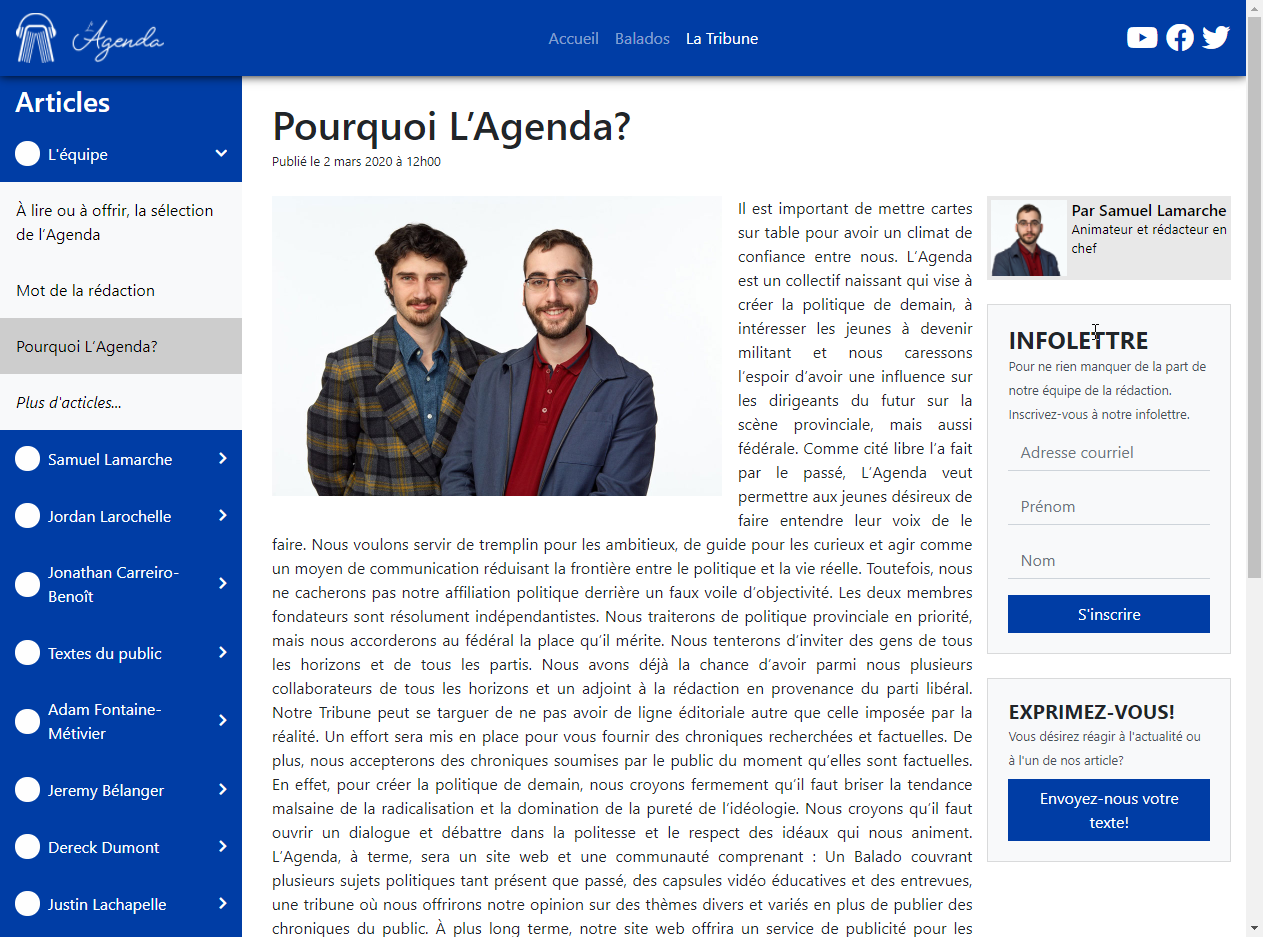 L'Agenda
Accueil
Balados
La Tribune
Articles
L'équipe
À lire ou à offrir, la sélection
de l’Agenda
Mot de la rédaction
Pourquoi L’Agenda?
Plus d'acticles...
Samuel Lamarche
Jordan Larochelle
Jonathan Carreiro-
Benoît
Textes du public
Adam Fontaine-
Métivier
Jeremy Bélanger
Dereck Dumont
Justin Lachapelle
Pourquoi L’Agenda?
Publié le 2 mars 2020 à 12h00
Il est important de mettre cartes
sur table pour avoir un climat de
confiance entre nous. L’Agenda
est un collectif naissant qui vise à
créer la politique de demain, à
intéresser les jeunes à devenir
militant et nous caressons
l’espoir d’avoir une influence sur
les dirigeants du futur sur la
scène provinciale, mais aussi
fédérale. Comme cité libre l’a fait
par le passé, L’Agenda veut
permettre aux jeunes désireux de
faire entendre leur voix de le
faire. Nous voulons servir de tremplin pour les ambitieux, de guide pour les curieux et agir comme
un moyen de communication réduisant la frontière entre le politique et la vie réelle. Toutefois, nous
ne cacherons pas notre affiliation politique derrière un faux voile d’objectivité. Les deux membres
fondateurs sont résolument indépendantistes. Nous traiterons de politique provinciale en priorité,
mais nous accorderons au fédéral la place qu’il mérite. Nous tenterons d’inviter des gens de tous
les horizons et de tous les partis. Nous avons déjà la chance d’avoir parmi nous plusieurs
collaborateurs de tous les horizons et un adjoint à la rédaction en provenance du parti libéral.
Notre Tribune peut se targuer de ne pas avoir de ligne éditoriale autre que celle imposée par la
réalité. Un effort sera mis en place pour vous fournir des chroniques recherchées et factuelles. De
plus, nous accepterons des chroniques soumises par le public du moment qu’elles sont factuelles.
En effet, pour créer la politique de demain, nous croyons fermement qu’il faut briser la tendance
malsaine de la radicalisation et la domination de la pureté de l’idéologie. Nous croyons qu’il faut
ouvrir un dialogue et débattre dans la politesse et le respect des idéaux qui nous animent.
L’Agenda, à terme, sera un site web et une communauté comprenant : Un Balado couvrant
plusieurs sujets politiques tant présent que passé, des capsules vidéo éducatives et des entrevues,
une tribune où nous offrirons notre opinion sur des thèmes divers et variés en plus de publier des
chroniques du public. À plus long terme, notre site web offrira un service de publicité pour les
Par Samuel Lamarche
Animateur et rédacteur en
chef
INFOLETTRE
Pour ne rien manquer de la part de
notre équipe de la rédaction.
Inscrivez-vous à notre infolettre.
Adresse courriel
Prénom
Nom
S'inscrire
EXPRIMEZ-VOUS!
Vous désirez réagir à l'actualité ou
à l'un de nos article?
Envoyez-nous votre
texte!